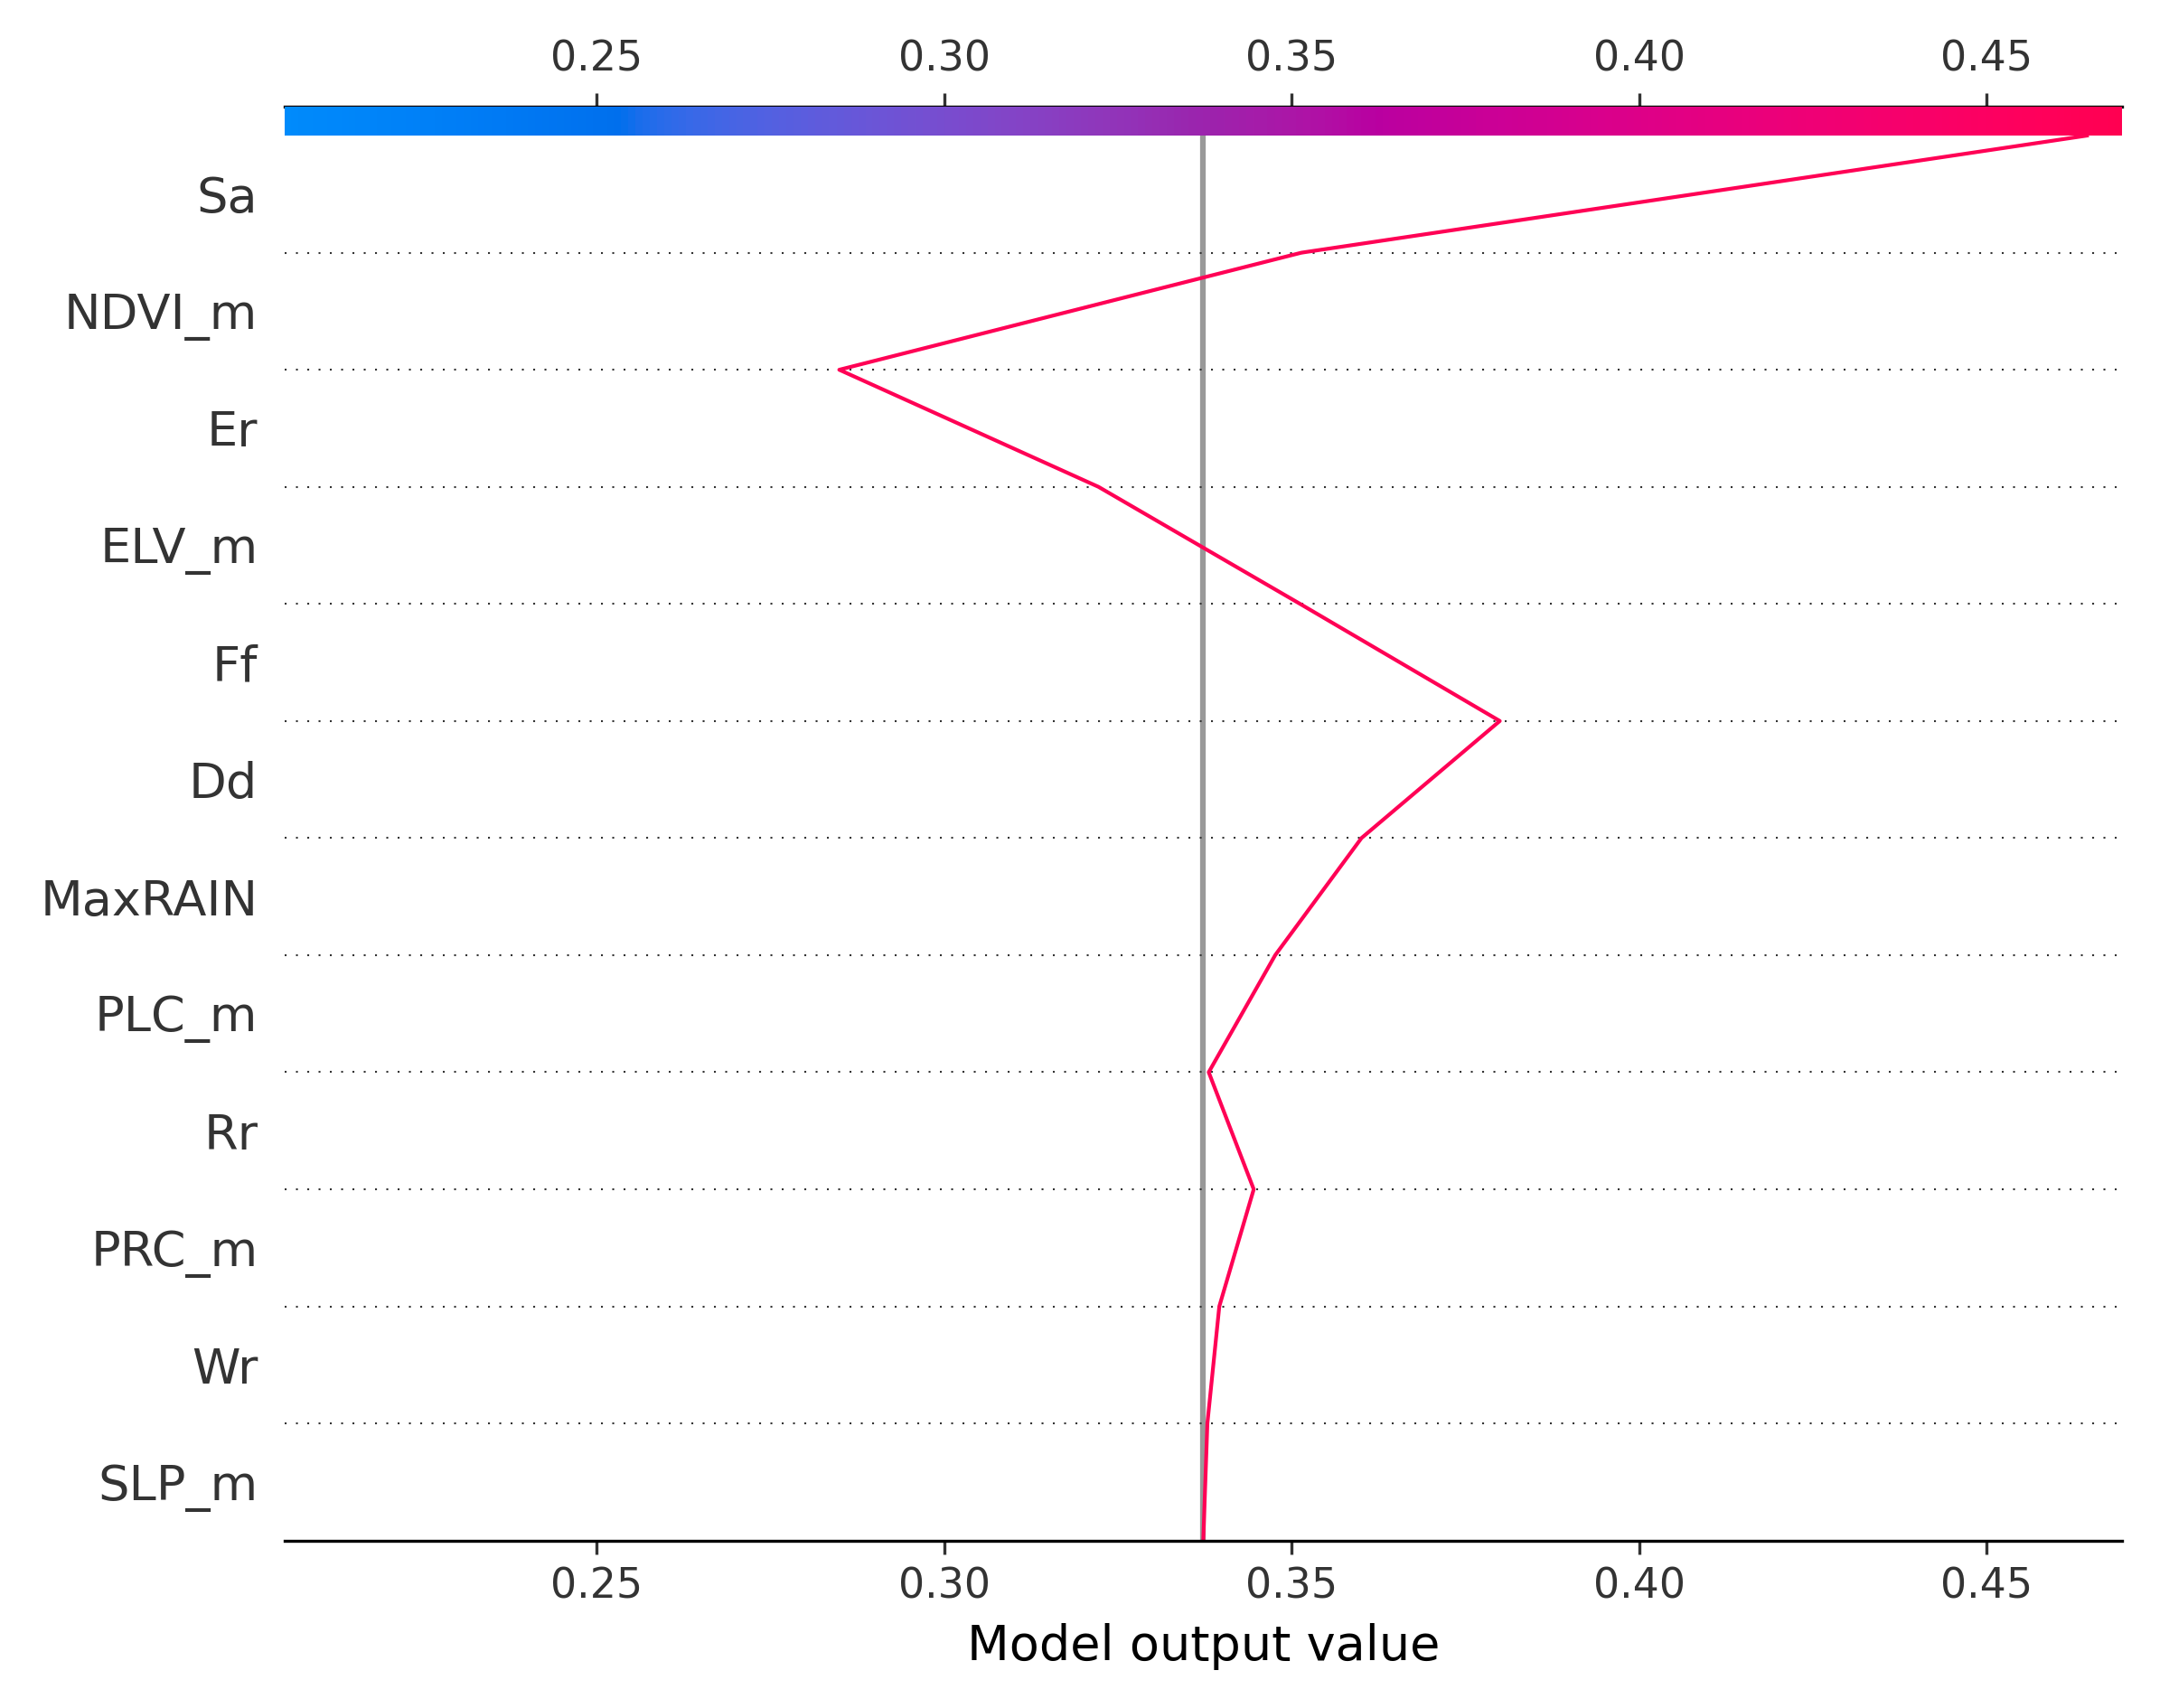 0.25 0.30 0.35 0.40 0.45
Sa
NDVI_m
Er
ELV_m
Ff
Dd
MaxRAIN
PLC_m
Rr
PRC_m
Wr
SLP_m
0.25 0.30 0.35 0.40 0.45
Model output value